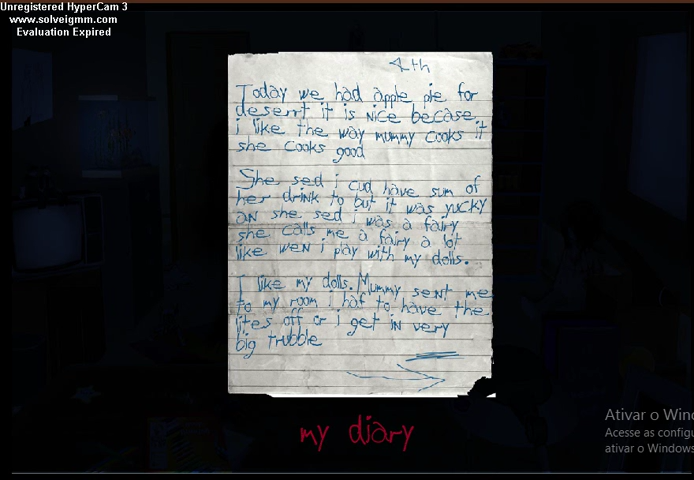 Unregistered HyperCam 3
www.solveigmm.com
Evaluation Expired
4th
Today we had apple pie for
desert it is nice becase
i like the way mummy cooks it
she cooks good
She sed i cud have sum of
her drink to but it was yucky
an she sed i was a fairy
she calls me a fairy a lot
like wen i play with my dolls.
I like my dolls. Mummy sent me
to my room i haf to have the
lites off or i get in very
big trubble
my diary
Ativar o Wind
Acesse as configu
ativar o Windows